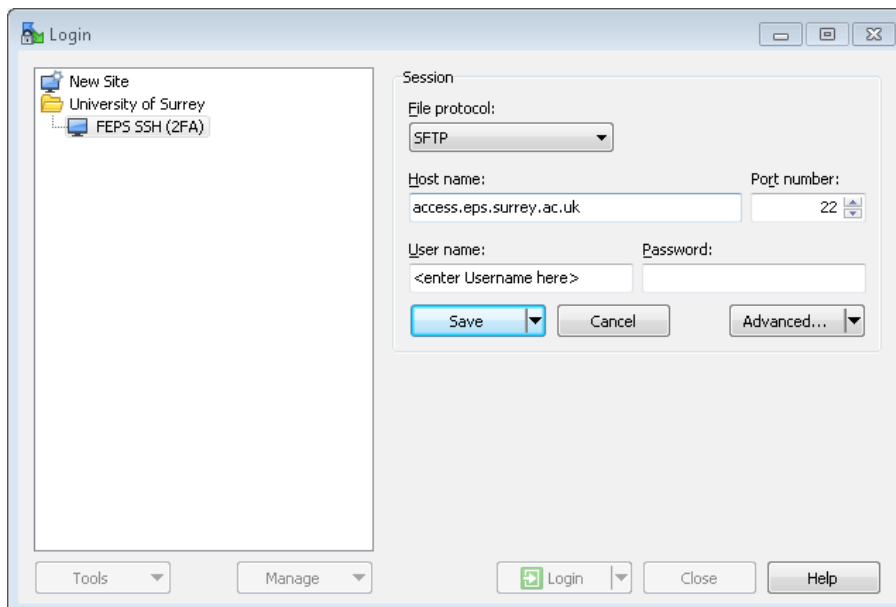 Login
New Site
University of Surrey
FEPS SSH (2FA)
Session
File protocol:
SFTP
Host name:
Port number:
access.eps.surrey.ac.uk
22
User name:
Password:
<enter Username here>
Save
Cancel
Advanced...
Tools
Manage
Login
Close
Help